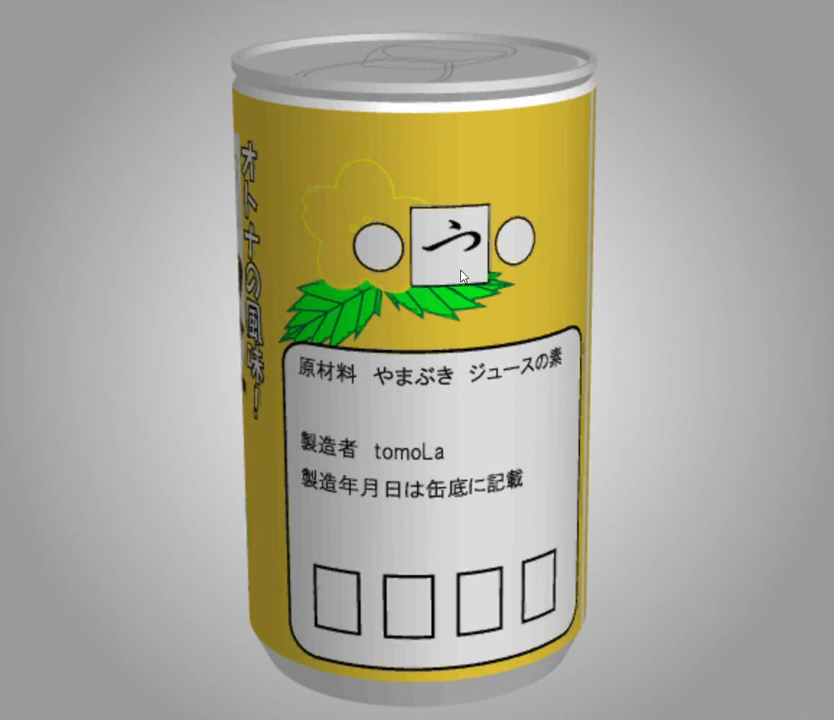 オトナの風味!
原材料 やまぶき ジュースの素
製造者 tomoLa
製造年月日は缶底に記載